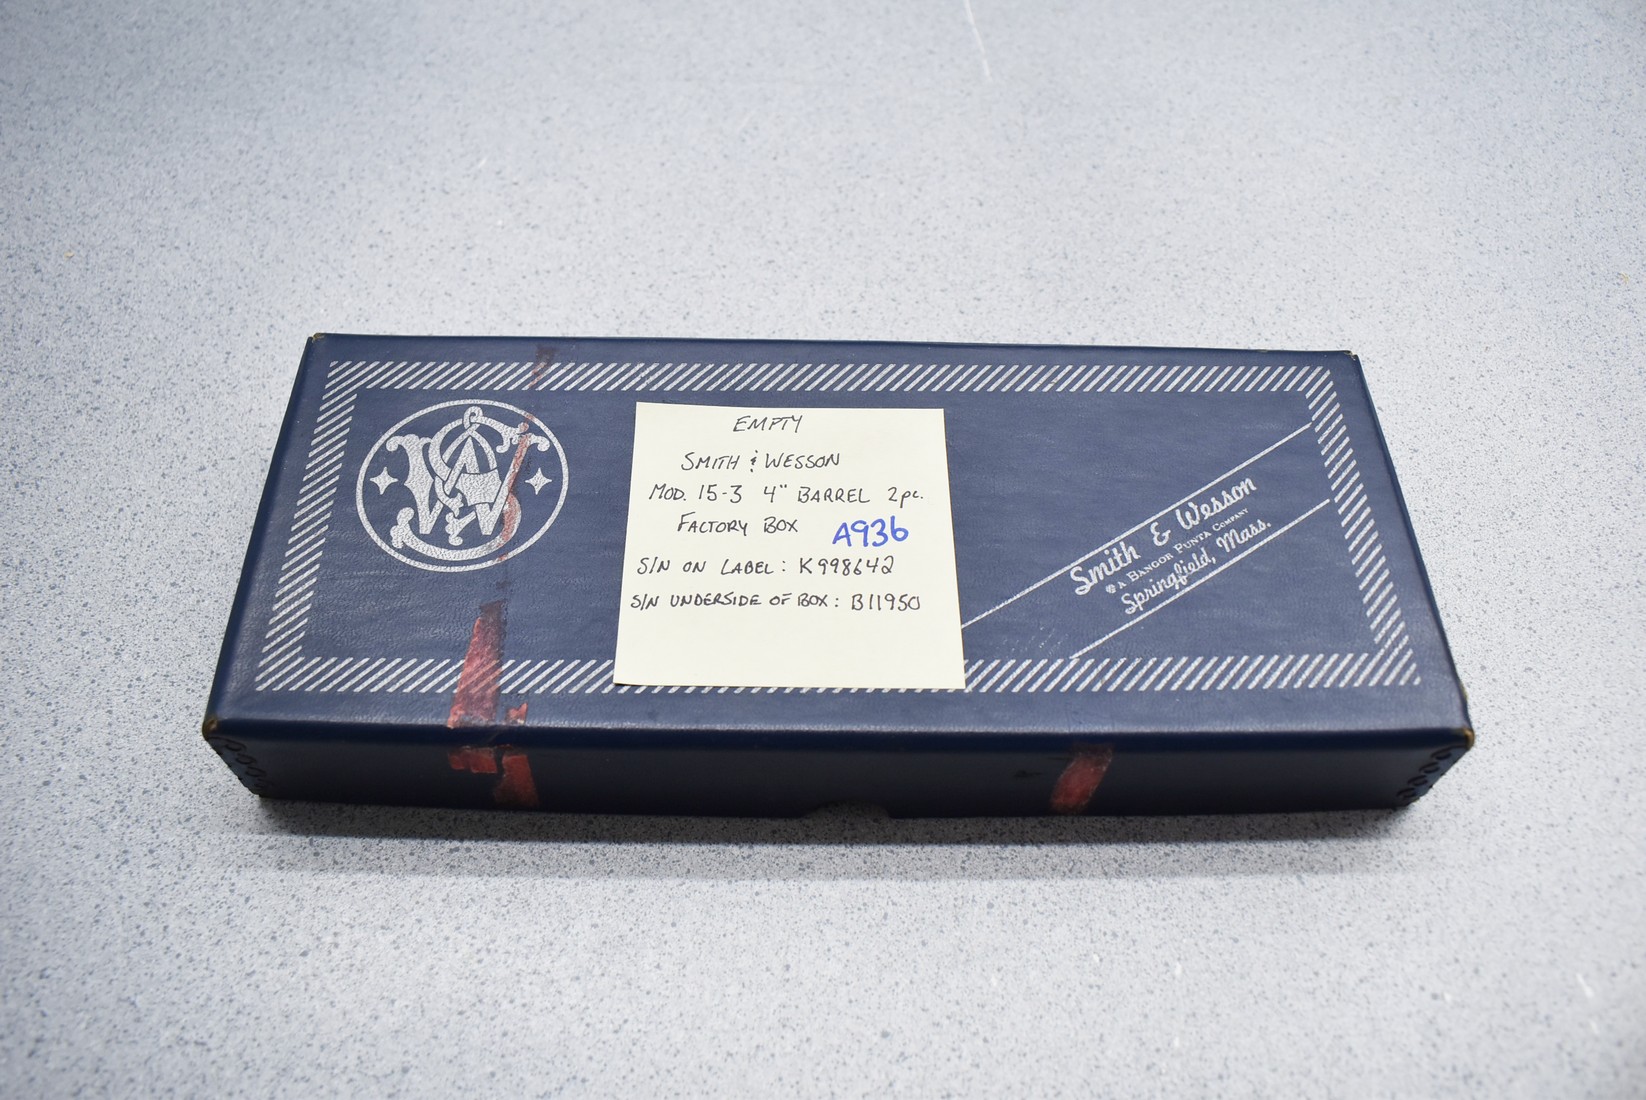 EMPTY
SMITH & WESSON
MOD. 15-3 4" BARREL 2pc.
FACTORY BOX A936
S/N ON LABEL: K998642
S/N UNDERSIDE OF BOX: B11950
Smith & Wesson
A BANGOR PUNTA COMPANY
Springfield, Mass.